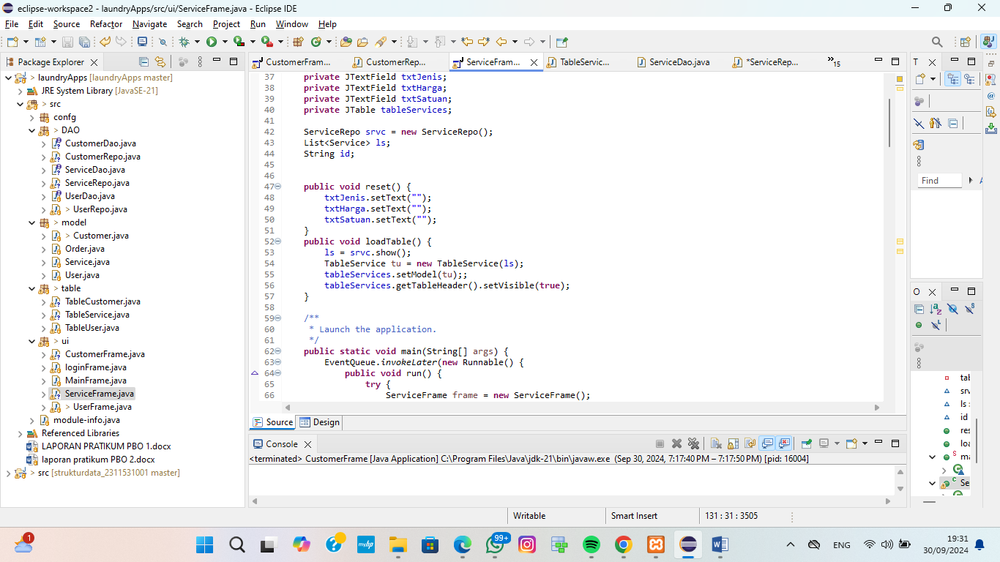 eclipse-workspace2 - laundryApps/src/ui/ServiceFrame.java - Eclipse IDE
File Edit Source Refactor Navigate Search Project Run Window Help
Package Explorer
CustomerFram... CustomerRep... ServiceFram... TableServic... ServiceDao.java *ServiceRep... »15
T
> laundryApps [laundryApps master]
JRE System Library [JavaSE-21]
> src
confg
> DAO
CustomerDao.java
CustomerRepo.java
ServiceDao.java
ServiceRepo.java
UserDao.java
> UserRepo.java
> model
> Customer.java
Order.java
Service.java
User.java
> table
TableCustomer.java
TableService.java
TableUser.java
> ui
CustomerFrame.java
loginFrame.java
MainFrame.java
ServiceFrame.java
> UserFrame.java
module-info.java
Referenced Libraries
LAPORAN PRATIKUM PBO 1.docx
laporan pratikum PBO 2.docx
> src [strukturdata_2311531001 master]
37 private JTextField txtJenis;
38 private JTextField txtHarga;
39 private JTextField txtSatuan;
40 private JTable tableServices;
41
42 ServiceRepo srvc = new ServiceRepo();
43 List<Service> ls;
44 String id;
45
46
47 public void reset() {
48 txtJenis.setText("");
49 txtHarga.setText("");
50 txtSatuan.setText("");
51 }
52 public void loadTable() {
53 ls = srvc.show();
54 TableService tu = new TableService(ls);
55 tableServices.setModel(tu);;
56 tableServices.getTableHeader().setVisible(true);
57 }
58
59 /**
60 * Launch the application.
61 */
62 public static void main(String[] args) {
63 EventQueue.invokeLater(new Runnable() {
64 public void run() {
65 try {
66 ServiceFrame frame = new ServiceFrame();
Source Design
Console
<terminated> CustomerFrame [Java Application] C:\Program Files\Java\jdk-21\bin\javaw.exe (Sep 30, 2024, 7:17:40 PM – 7:17:50 PM) [pid: 16004]
Find
O
tab
srv
ls :
id
res
loa
S ma
C Se
Writable Smart Insert 131 : 31 : 3505
1
myhp
99+
ENG
19:31
30/09/2024